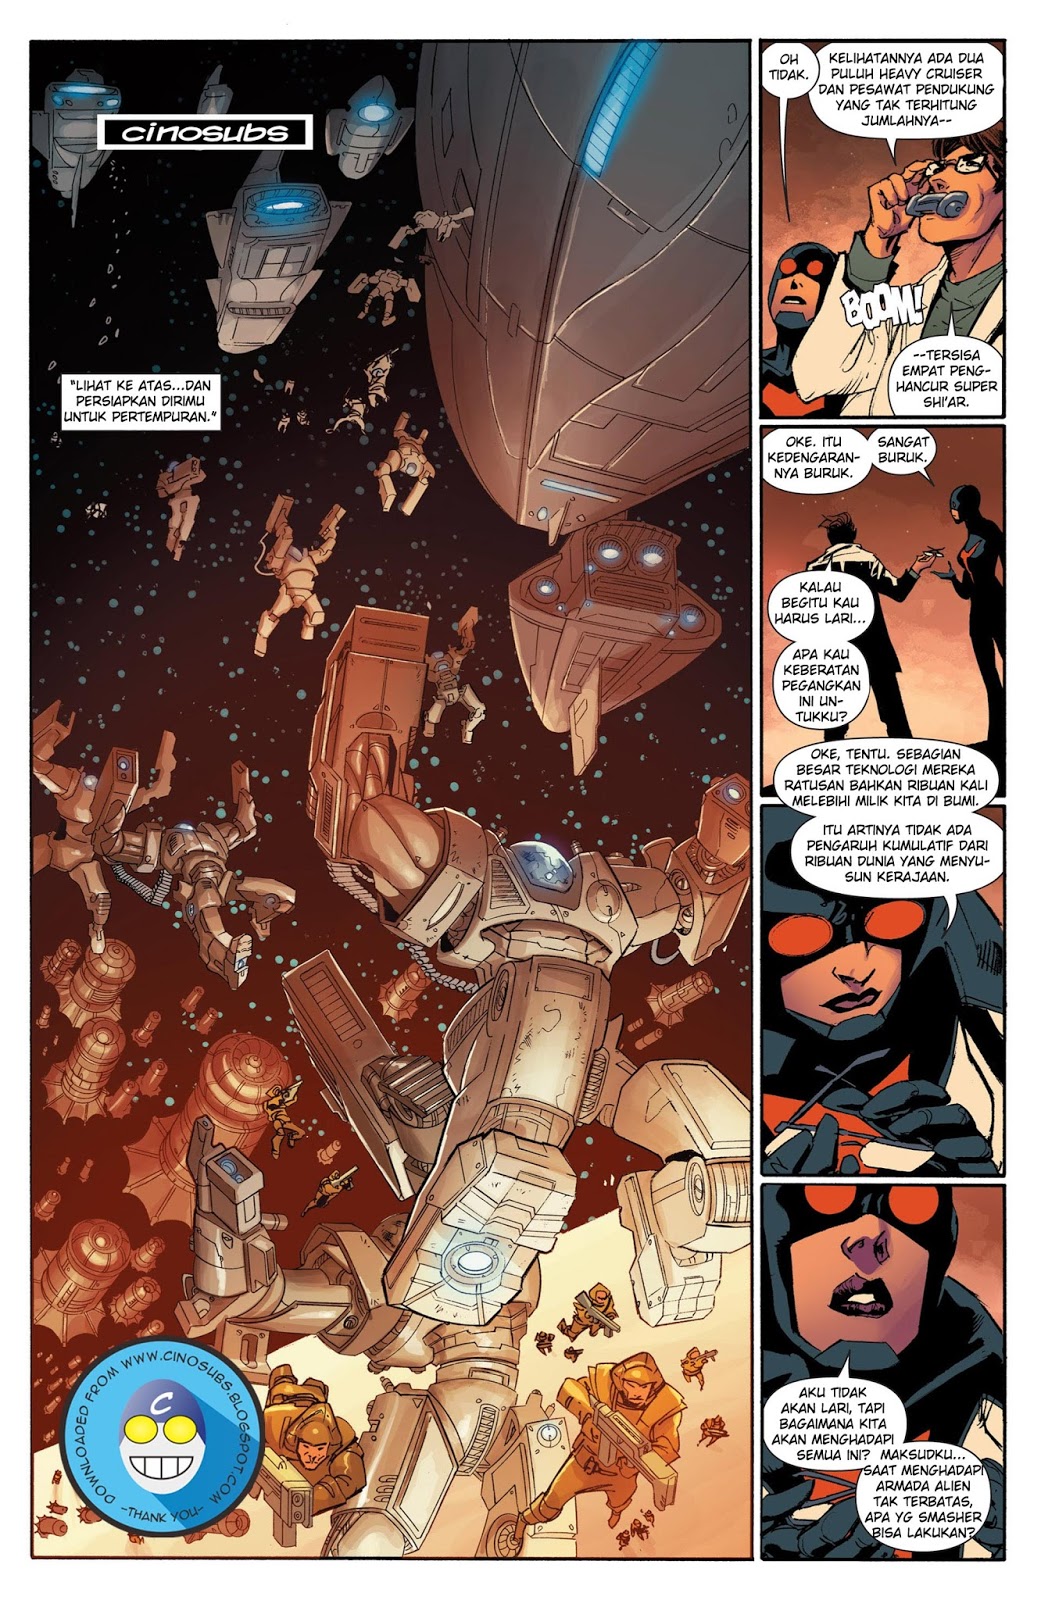 cinosubs
"LIHAT KE ATAS...DAN
PERSIAPKAN DIRIMU
UNTUK PERTEMPURAN."
DOWNLOADED FROM WWW.CINOSUBS.BLOGSPOT.COM
C
-THANK YOU-
OH
TIDAK.
KELIHATANNYA ADA DUA
PULUH HEAVY CRUISER
DAN PESAWAT PENDUKUNG
YANG TAK TERHITUNG
JUMLAHNYA--
BOOM!
--TERSISA
EMPAT PENG-
HANCUR SUPER
SHI'AR.
OKE. ITU
KEDENGARAN-
NYA BURUK.
SANGAT
BURUK.
KALAU
BEGITU KAU
HARUS LARI...
APA KAU
KEBERATAN
PEGANGKAN
INI UN-
TUKKU?
OKE, TENTU. SEBAGIAN
BESAR TEKNOLOGI MEREKA
RATUSAN BAHKAN RIBUAN KALI
MELEBIHI MILIK KITA DI BUMI.
ITU ARTINYA TIDAK ADA
PENGARUH KUMULATIF DARI
RIBUAN DUNIA YANG MENYU-
SUN KERAJAAN.
AKU TIDAK
AKAN LARI, TAPI
BAGAIMANA KITA
AKAN MENGHADAPI
SEMUA INI?
MAKSUDKU...
SAAT MENGHADAPI
ARMADA ALIEN
TAK TERBATAS,
APA YG SMASHER
BISA LAKUKAN?